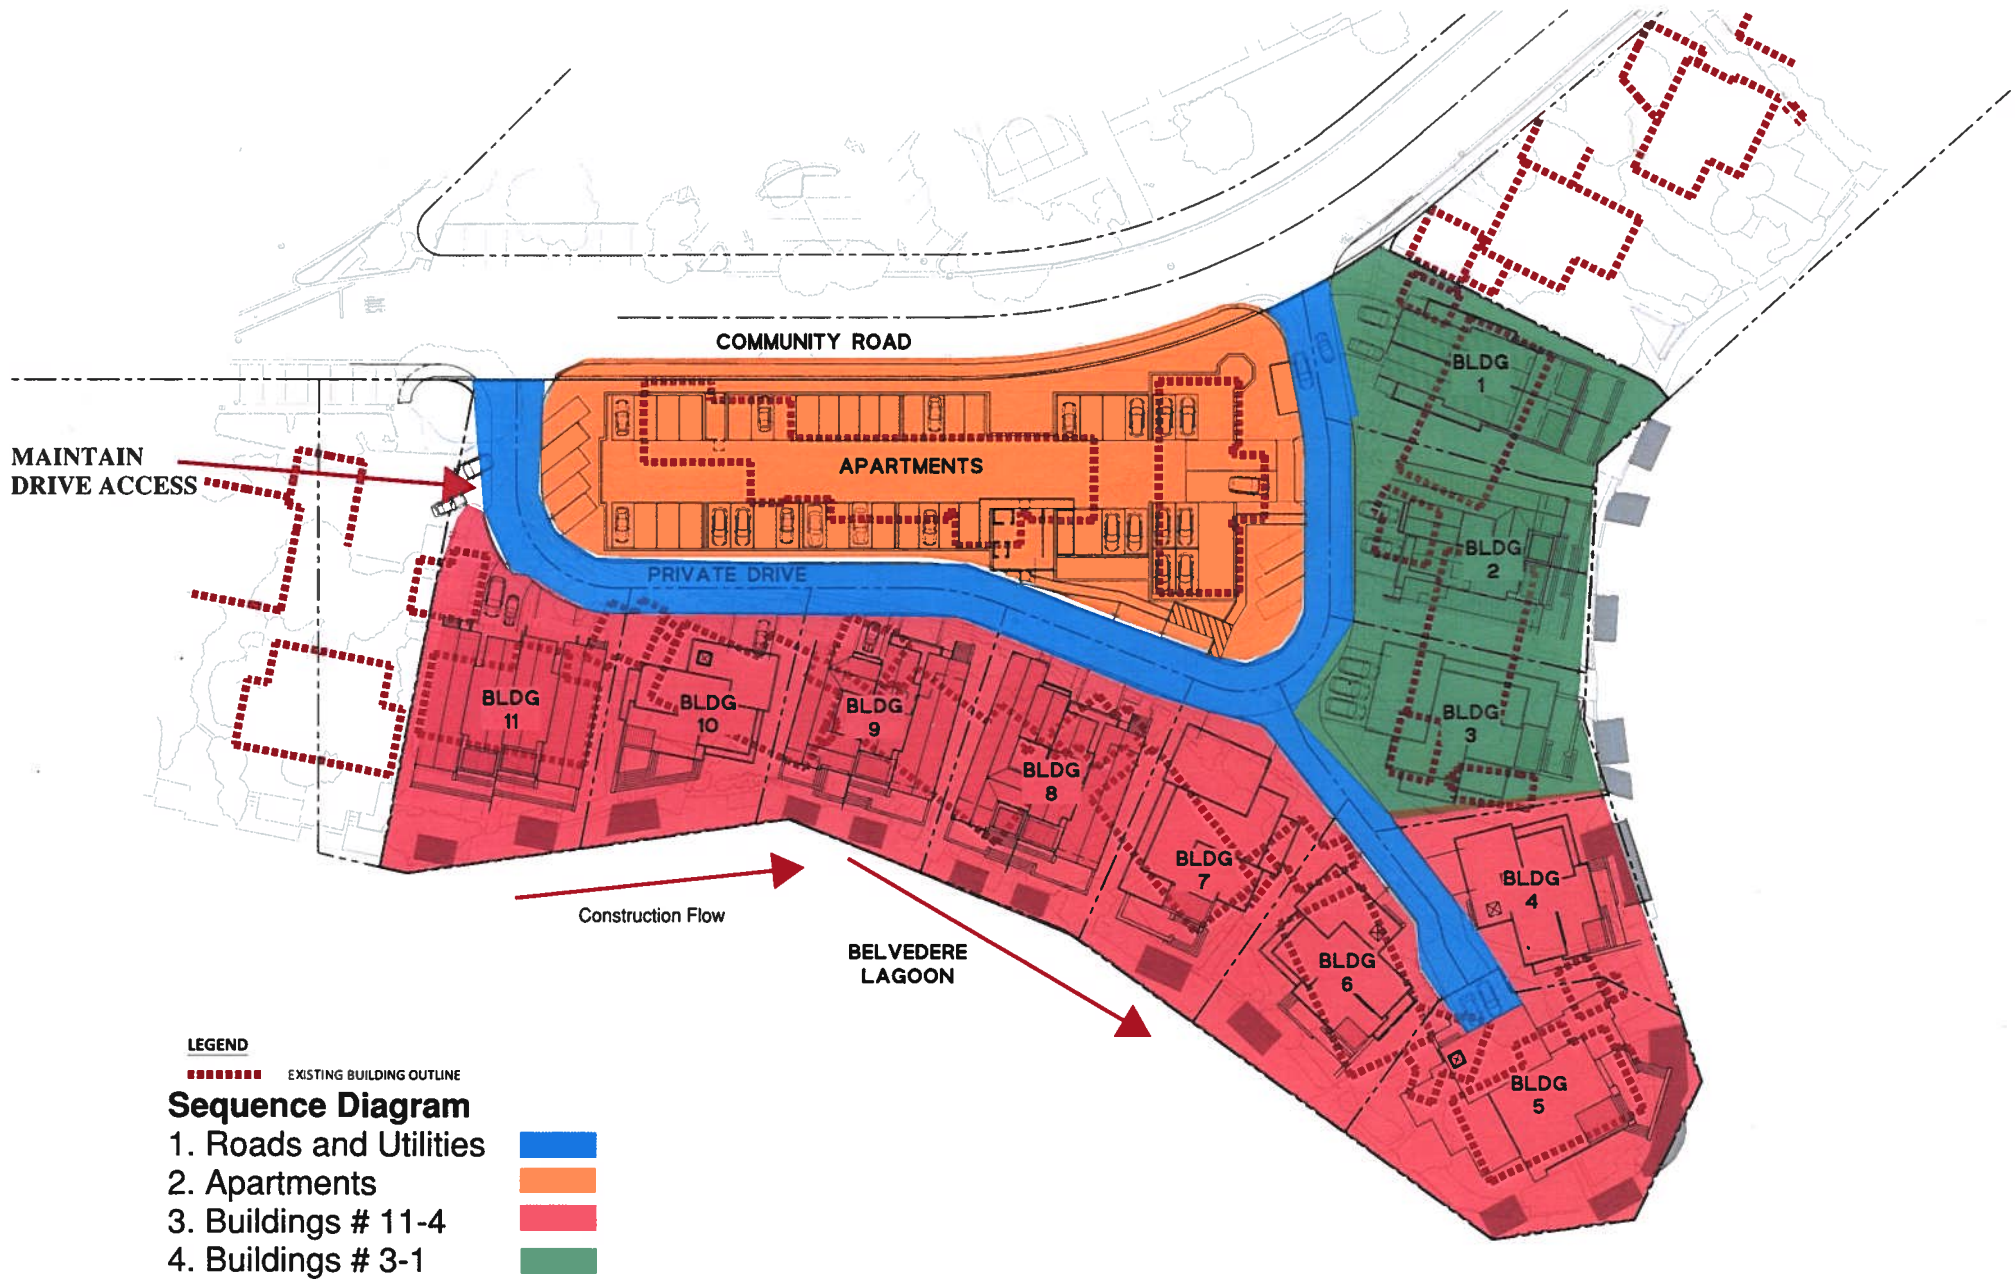 COMMUNITY ROAD
MAINTAIN
DRIVE ACCESS
APARTMENTS
PRIVATE DRIVE
BLDG
1
BLDG
2
BLDG
3
BLDG
11
BLDG
10
BLDG
9
BLDG
8
BLDG
7
BLDG
6
BLDG
4
BLDG
5
Construction Flow
BELVEDERE
LAGOON
LEGEND
EXISTING BUILDING OUTLINE
Sequence Diagram
1. Roads and Utilities
2. Apartments
3. Buildings # 11-4
4. Buildings # 3-1